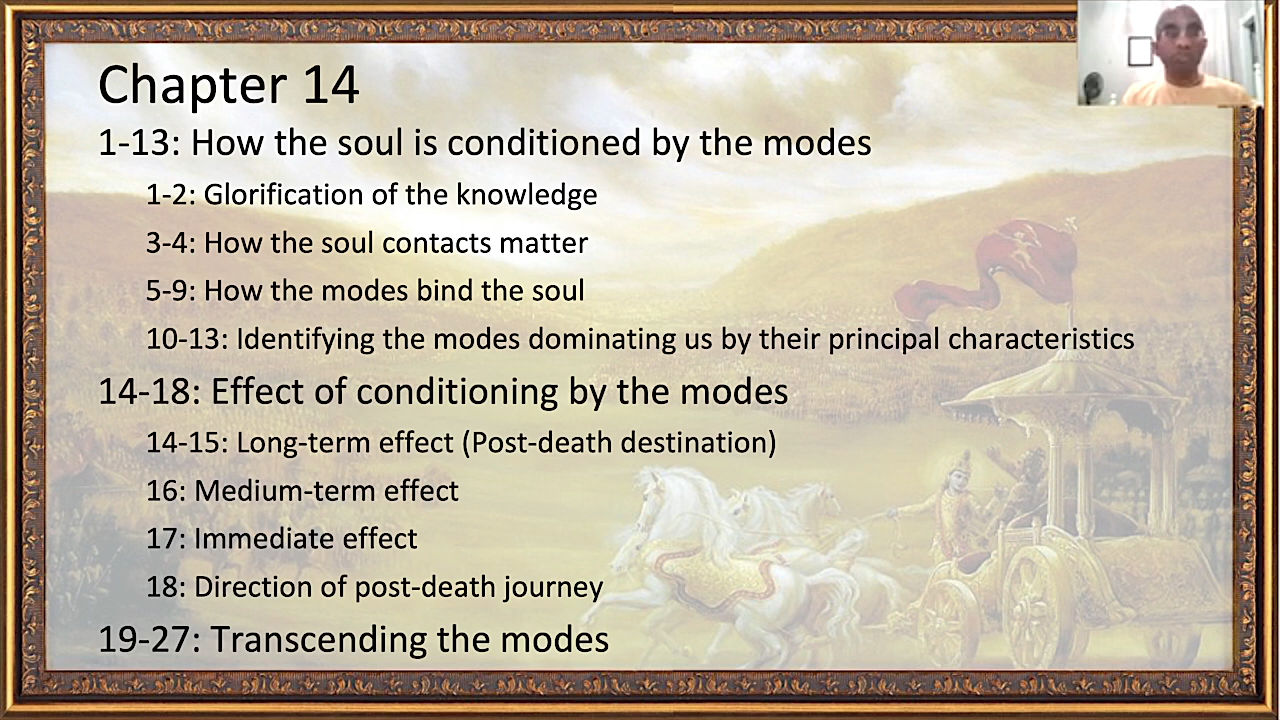 Chapter 14
1-13: How the soul is conditioned by the modes
1-2: Glorification of the knowledge
3-4: How the soul contacts matter
5-9: How the modes bind the soul
10-13: Identifying the modes dominating us by their principal characteristics
14-18: Effect of conditioning by the modes
14-15: Long-term effect (Post-death destination)
16: Medium-term effect
17: Immediate effect
18: Direction of post-death journey
19-27: Transcending the modes